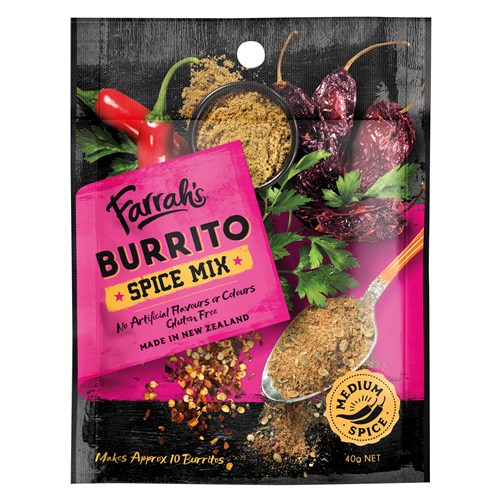 Farrah's
BURRITO
SPICE MIX
No Artificial Flavours or Colours
Gluten Free
MADE IN NEW ZEALAND
MEDIUM
SPICE
Makes Approx 10 Burritos
40g NET